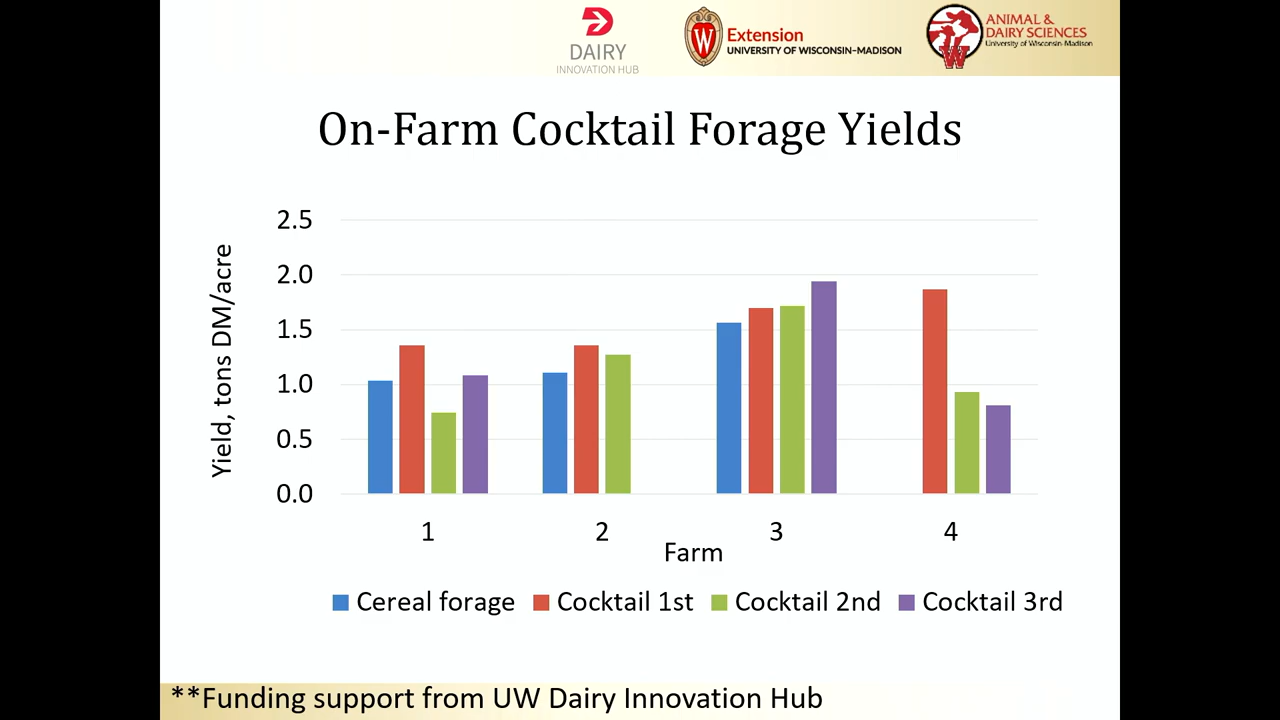 DAIRY
INNOVATION HUB
W
Extension
UNIVERSITY OF WISCONSIN–MADISON
W
ANIMAL &
DAIRY SCIENCES
University of Wisconsin-Madison
On-Farm Cocktail Forage Yields
Yield, tons DM/acre
2.5
2.0
1.5
1.0
0.5
0.0
1 2 3 4
Farm
Cereal forage Cocktail 1st Cocktail 2nd Cocktail 3rd
**Funding support from UW Dairy Innovation Hub